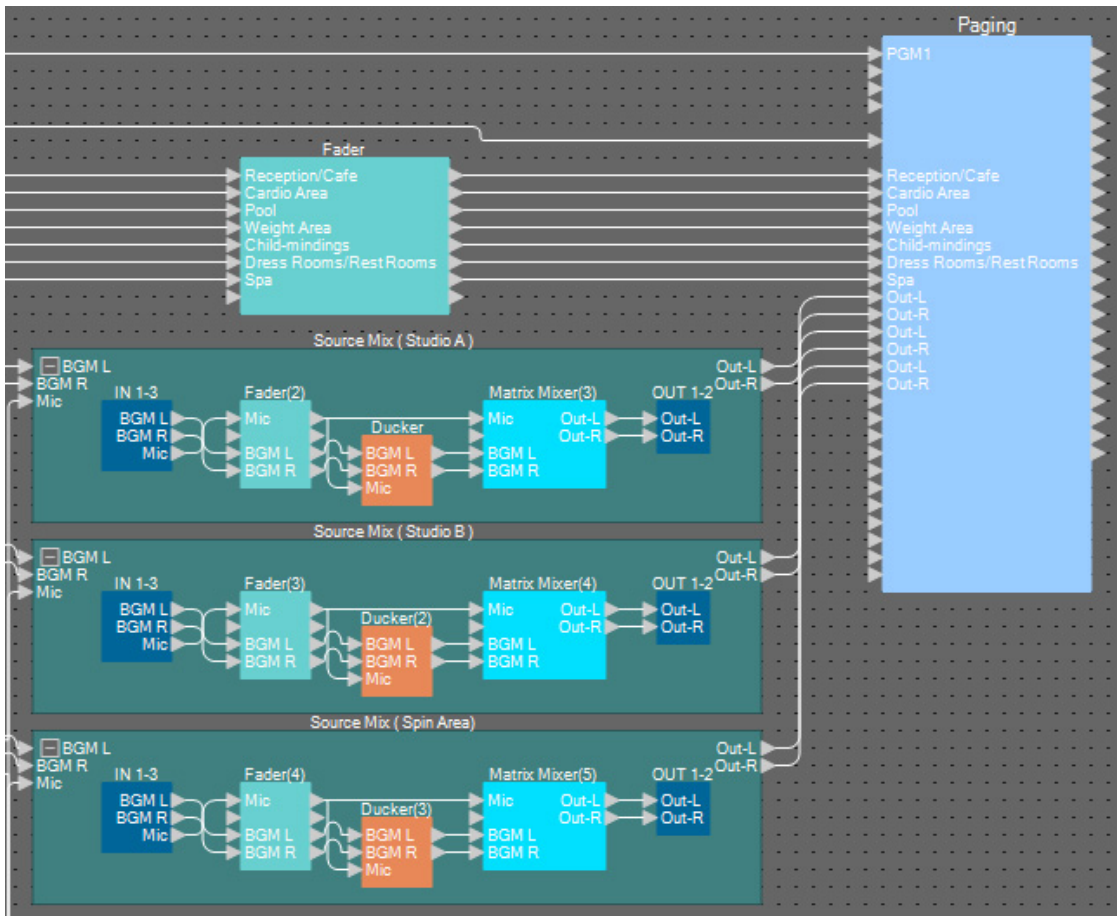 Paging
PGM1
Fader
Reception/Cafe
Cardio Area
Pool
Weight Area
Child-mindings
Dress Rooms/Rest Rooms
Spa
Reception/Cafe
Cardio Area
Pool
Weight Area
Child-mindings
Dress Rooms/Rest Rooms
Spa
Out-L
Out-R
Out-L
Out-R
Out-L
Out-R
Source Mix ( Studio A )
BGM L
BGM R
Mic
IN 1-3
BGM L
BGM R
Mic
Fader(2)
Mic
BGM L
BGM R
Ducker
BGM L
BGM R
Mic
Matrix Mixer(3)
Mic
BGM L
BGM R
Out-L
Out-R
OUT 1-2
Out-L
Out-R
Out-L
Out-R
Source Mix ( Studio B )
BGM L
BGM R
Mic
IN 1-3
BGM L
BGM R
Mic
Fader(3)
Mic
BGM L
BGM R
Ducker(2)
BGM L
BGM R
Mic
Matrix Mixer(4)
Mic
BGM L
BGM R
Out-L
Out-R
OUT 1-2
Out-L
Out-R
Out-L
Out-R
Source Mix ( Spin Area)
BGM L
BGM R
Mic
IN 1-3
BGM L
BGM R
Mic
Fader(4)
Mic
BGM L
BGM R
Ducker(3)
BGM L
BGM R
Mic
Matrix Mixer(5)
Mic
BGM L
BGM R
Out-L
Out-R
OUT 1-2
Out-L
Out-R
Out-L
Out-R